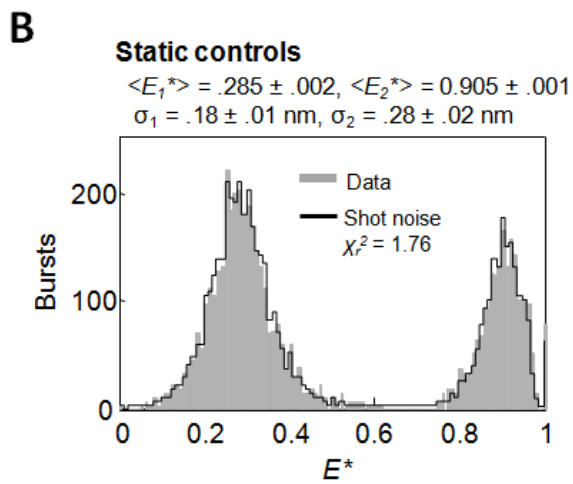 B
Static controls
<E₁*> = .285 ± .002, <E₂*> = 0.905 ± .001
σ₁ = .18 ± .01 nm, σ₂ = .28 ± .02 nm
200
100
0
Bursts
Data
Shot noise
χᵣ² = 1.76
0 0.2 0.4 0.6 0.8 1
E*